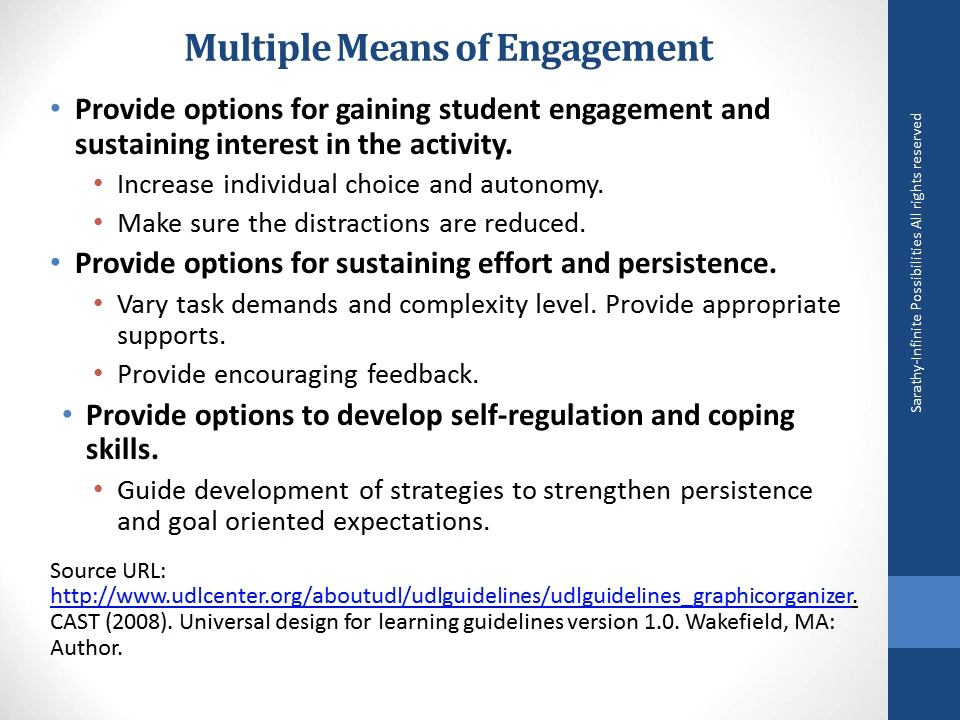 Multiple Means of Engagement
• Provide options for gaining student engagement and
sustaining interest in the activity.
• Increase individual choice and autonomy.
• Make sure the distractions are reduced.
• Provide options for sustaining effort and persistence.
• Vary task demands and complexity level. Provide appropriate
supports.
• Provide encouraging feedback.
• Provide options to develop self-regulation and coping
skills.
• Guide development of strategies to strengthen persistence
and goal oriented expectations.
Source URL:
http://www.udlcenter.org/aboutudl/udlguidelines/udlguidelines_graphicorganizer.
CAST (2008). Universal design for learning guidelines version 1.0. Wakefield, MA:
Author.
Sarathy-Infinite Possibilities All rights reserved